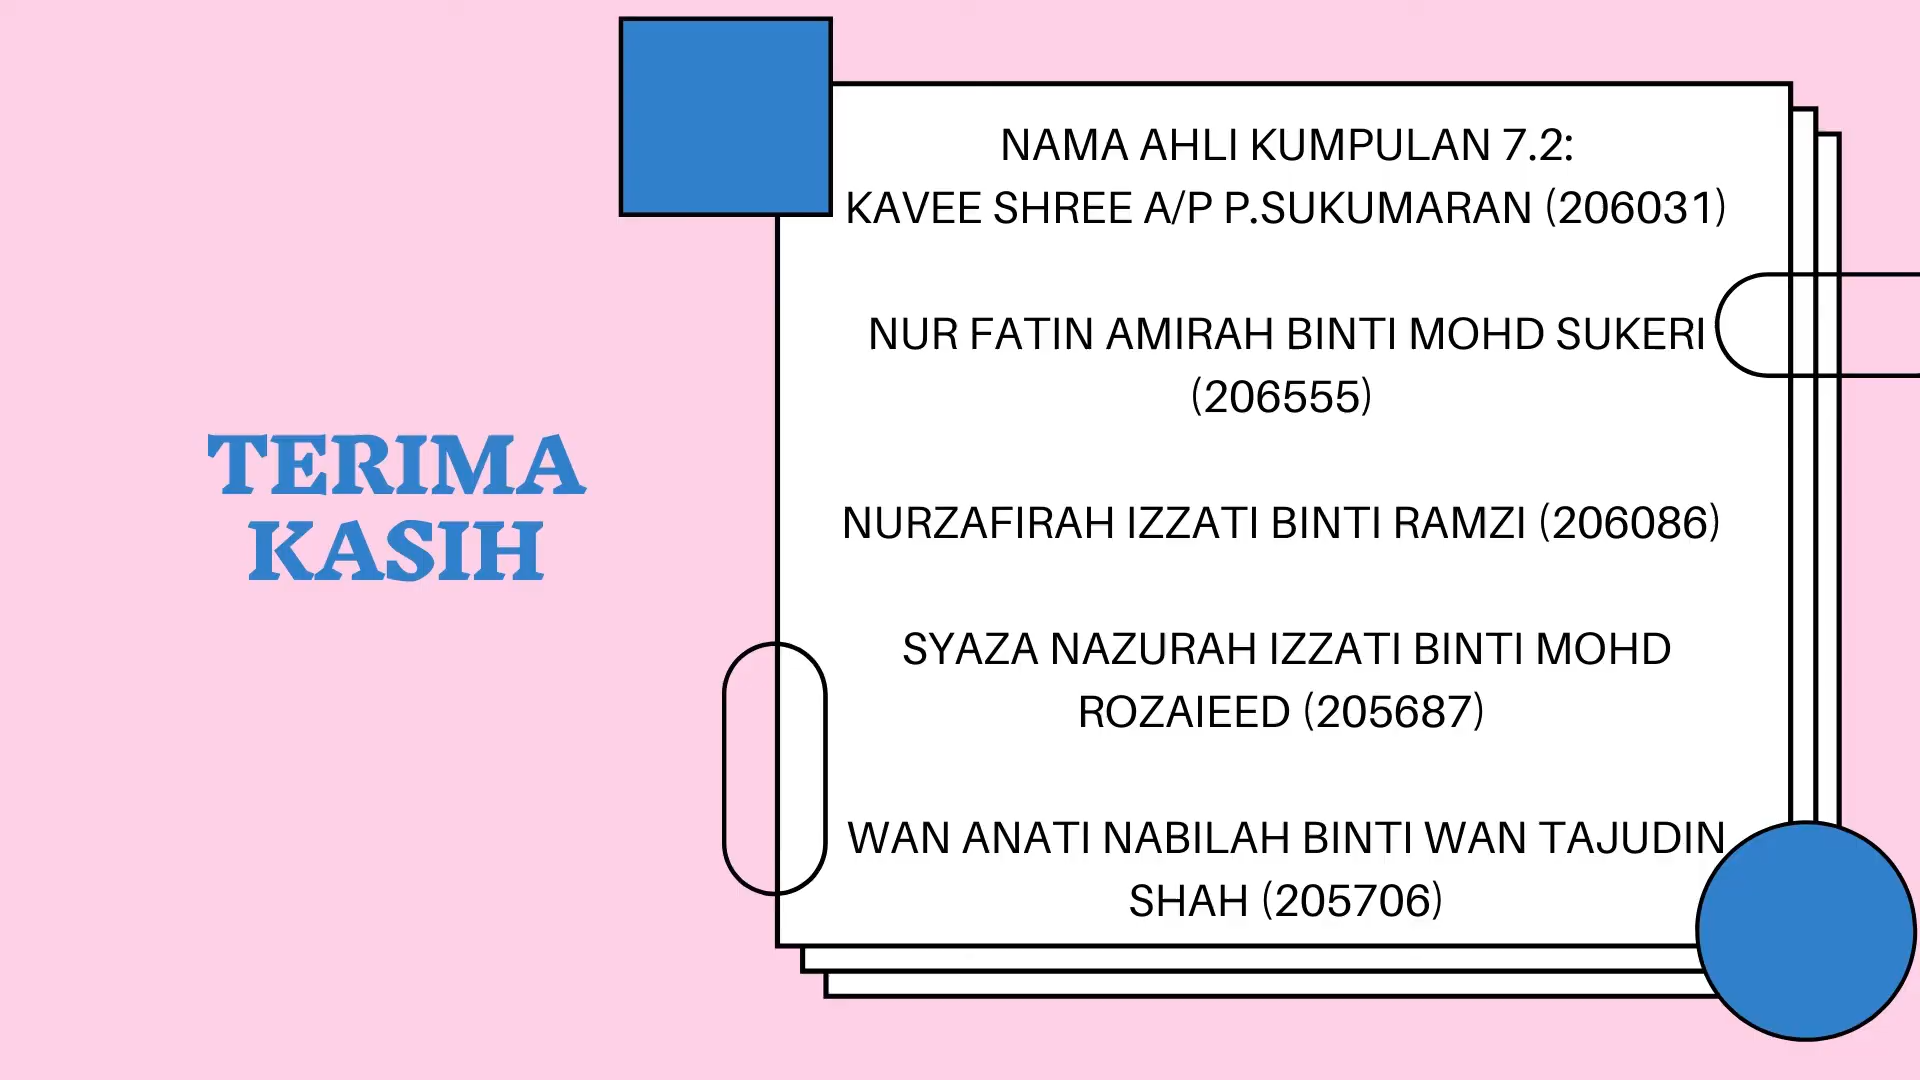 TERIMA
KASIH
NAMA AHLI KUMPULAN 7.2:
KAVEE SHREE A/P P.SUKUMARAN (206031)
NUR FATIN AMIRAH BINTI MOHD SUKERI
(206555)
NURZAFIRAH IZZATI BINTI RAMZI (206086)
SYAZA NAZURAH IZZATI BINTI MOHD
ROZAIEED (205687)
WAN ANATI NABILAH BINTI WAN TAJUDIN
SHAH (205706)